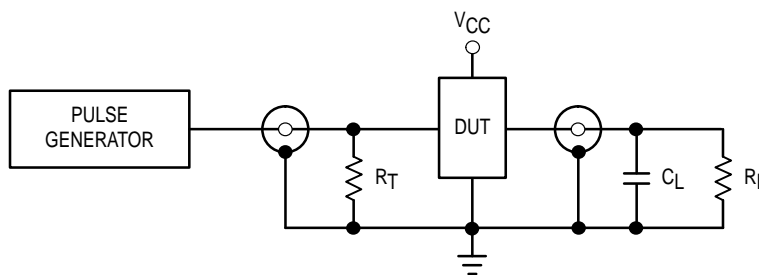 VCC
PULSE
GENERATOR
DUT
RT
CL
R